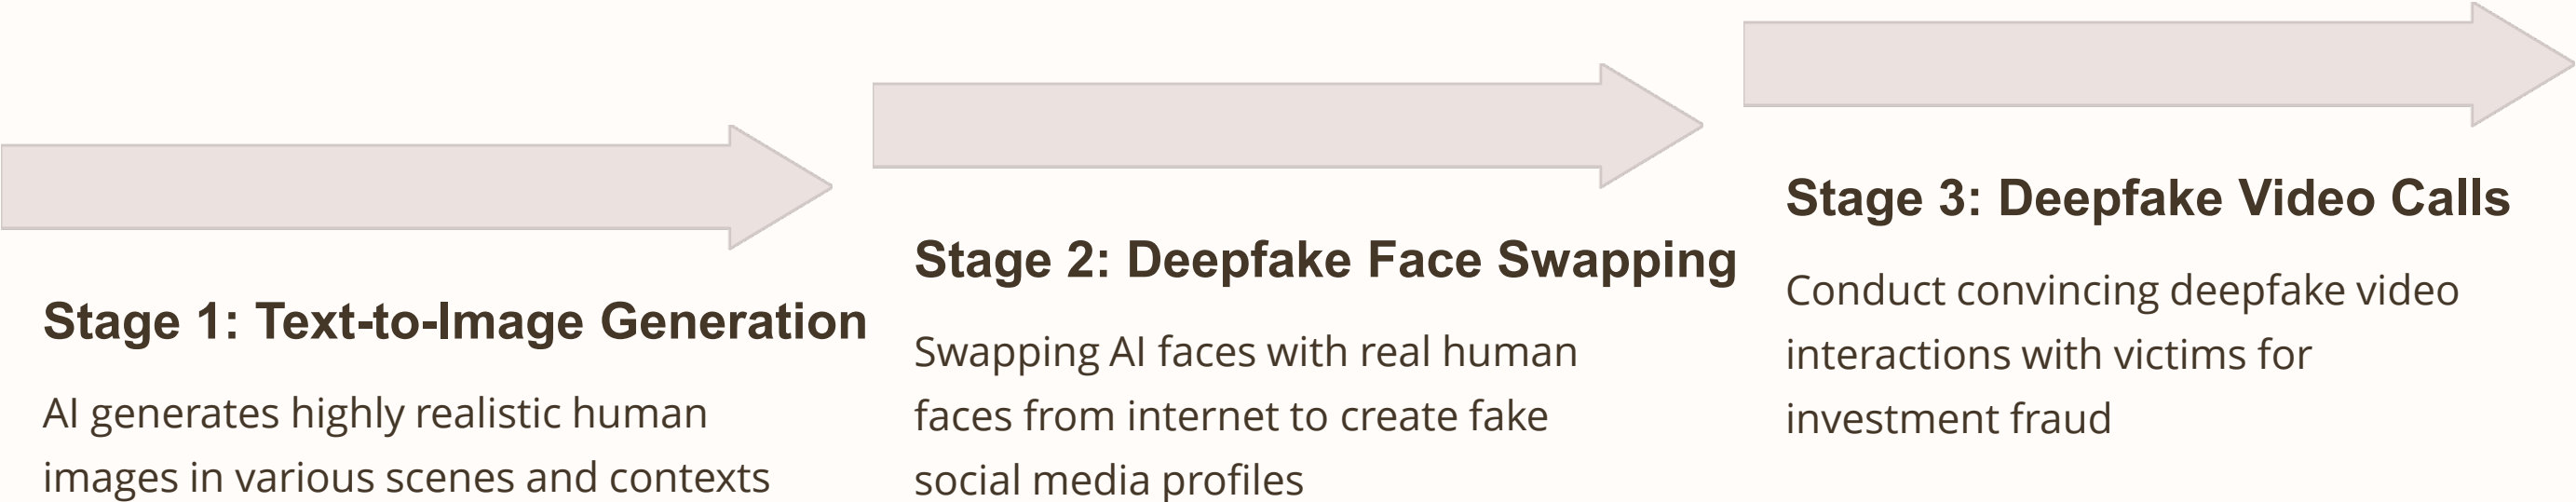 Stage 1: Text-to-Image Generation
AI generates highly realistic human
images in various scenes and contexts
Stage 2: Deepfake Face Swapping
Swapping AI faces with real human
faces from internet to create fake
social media profiles
Stage 3: Deepfake Video Calls
Conduct convincing deepfake video
interactions with victims for
investment fraud